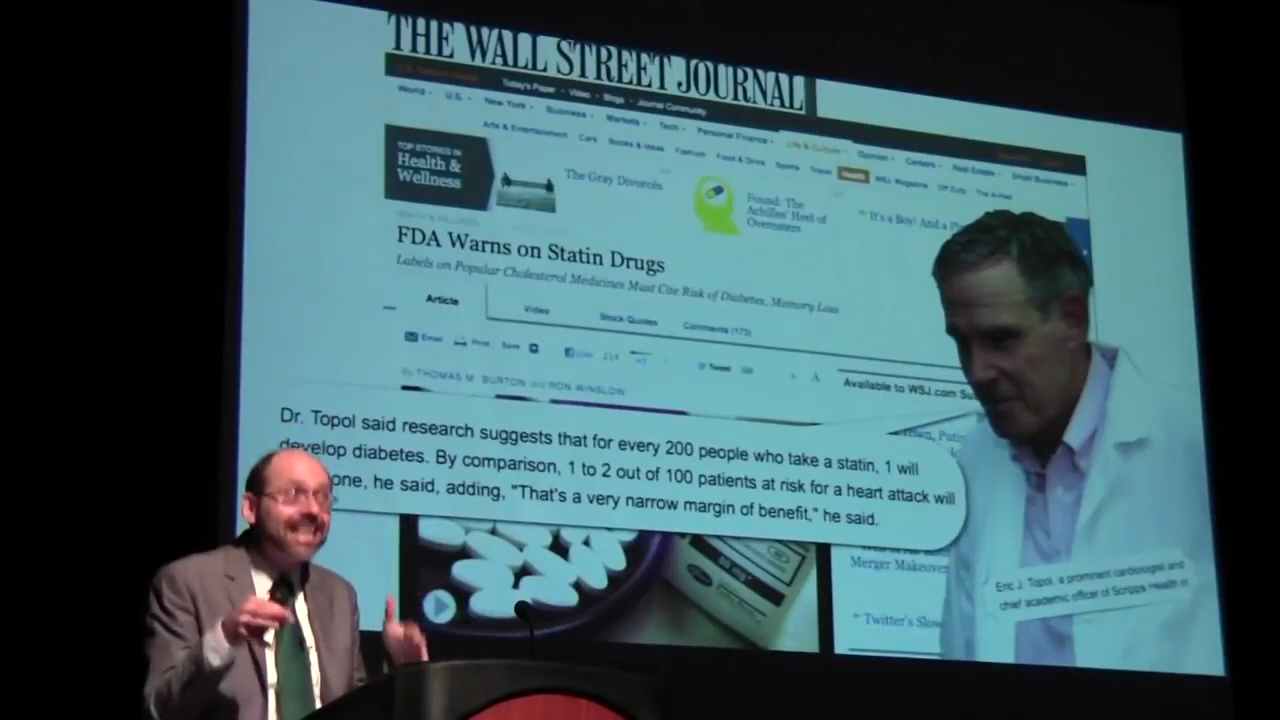 THE WALL STREET JOURNAL
Today's Paper • Video • Blogs • Journal Community
World U.S. New York Business Markets Tech Personal Finance Life & Culture Opinion Careers Real Estate Small Business
Arts & Entertainment Cars Books & Ideas Fashion Food & Drink Sports Travel Health WSJ Magazine Off Duty
TOP STORIES IN
Health &
Wellness
The Gray Divorcés
Found: The
Achilles' Heel of
Overeaters
It's a Boy! And a
HEALTH & WELLNESS
FDA Warns on Statin Drugs
Labels on Popular Cholesterol Medicines Must Cite Risk of Diabetes, Memory Loss
Article Video Stock Quotes Comments (173)
Email Print Save Like 214 Tweet A
By THOMAS M. BURTON and RON WINSLOW
Available to WSJ.com
Dr. Topol said research suggests that for every 200 people who take a statin, 1 will
develop diabetes. By comparison, 1 to 2 out of 100 patients at risk for a heart attack will
one, he said, adding, "That's a very narrow margin of benefit," he said.
Merger Makeover
Twitter's
Eric J. Topol, a prominent cardiologist and
chief academic officer of Scripps Health in